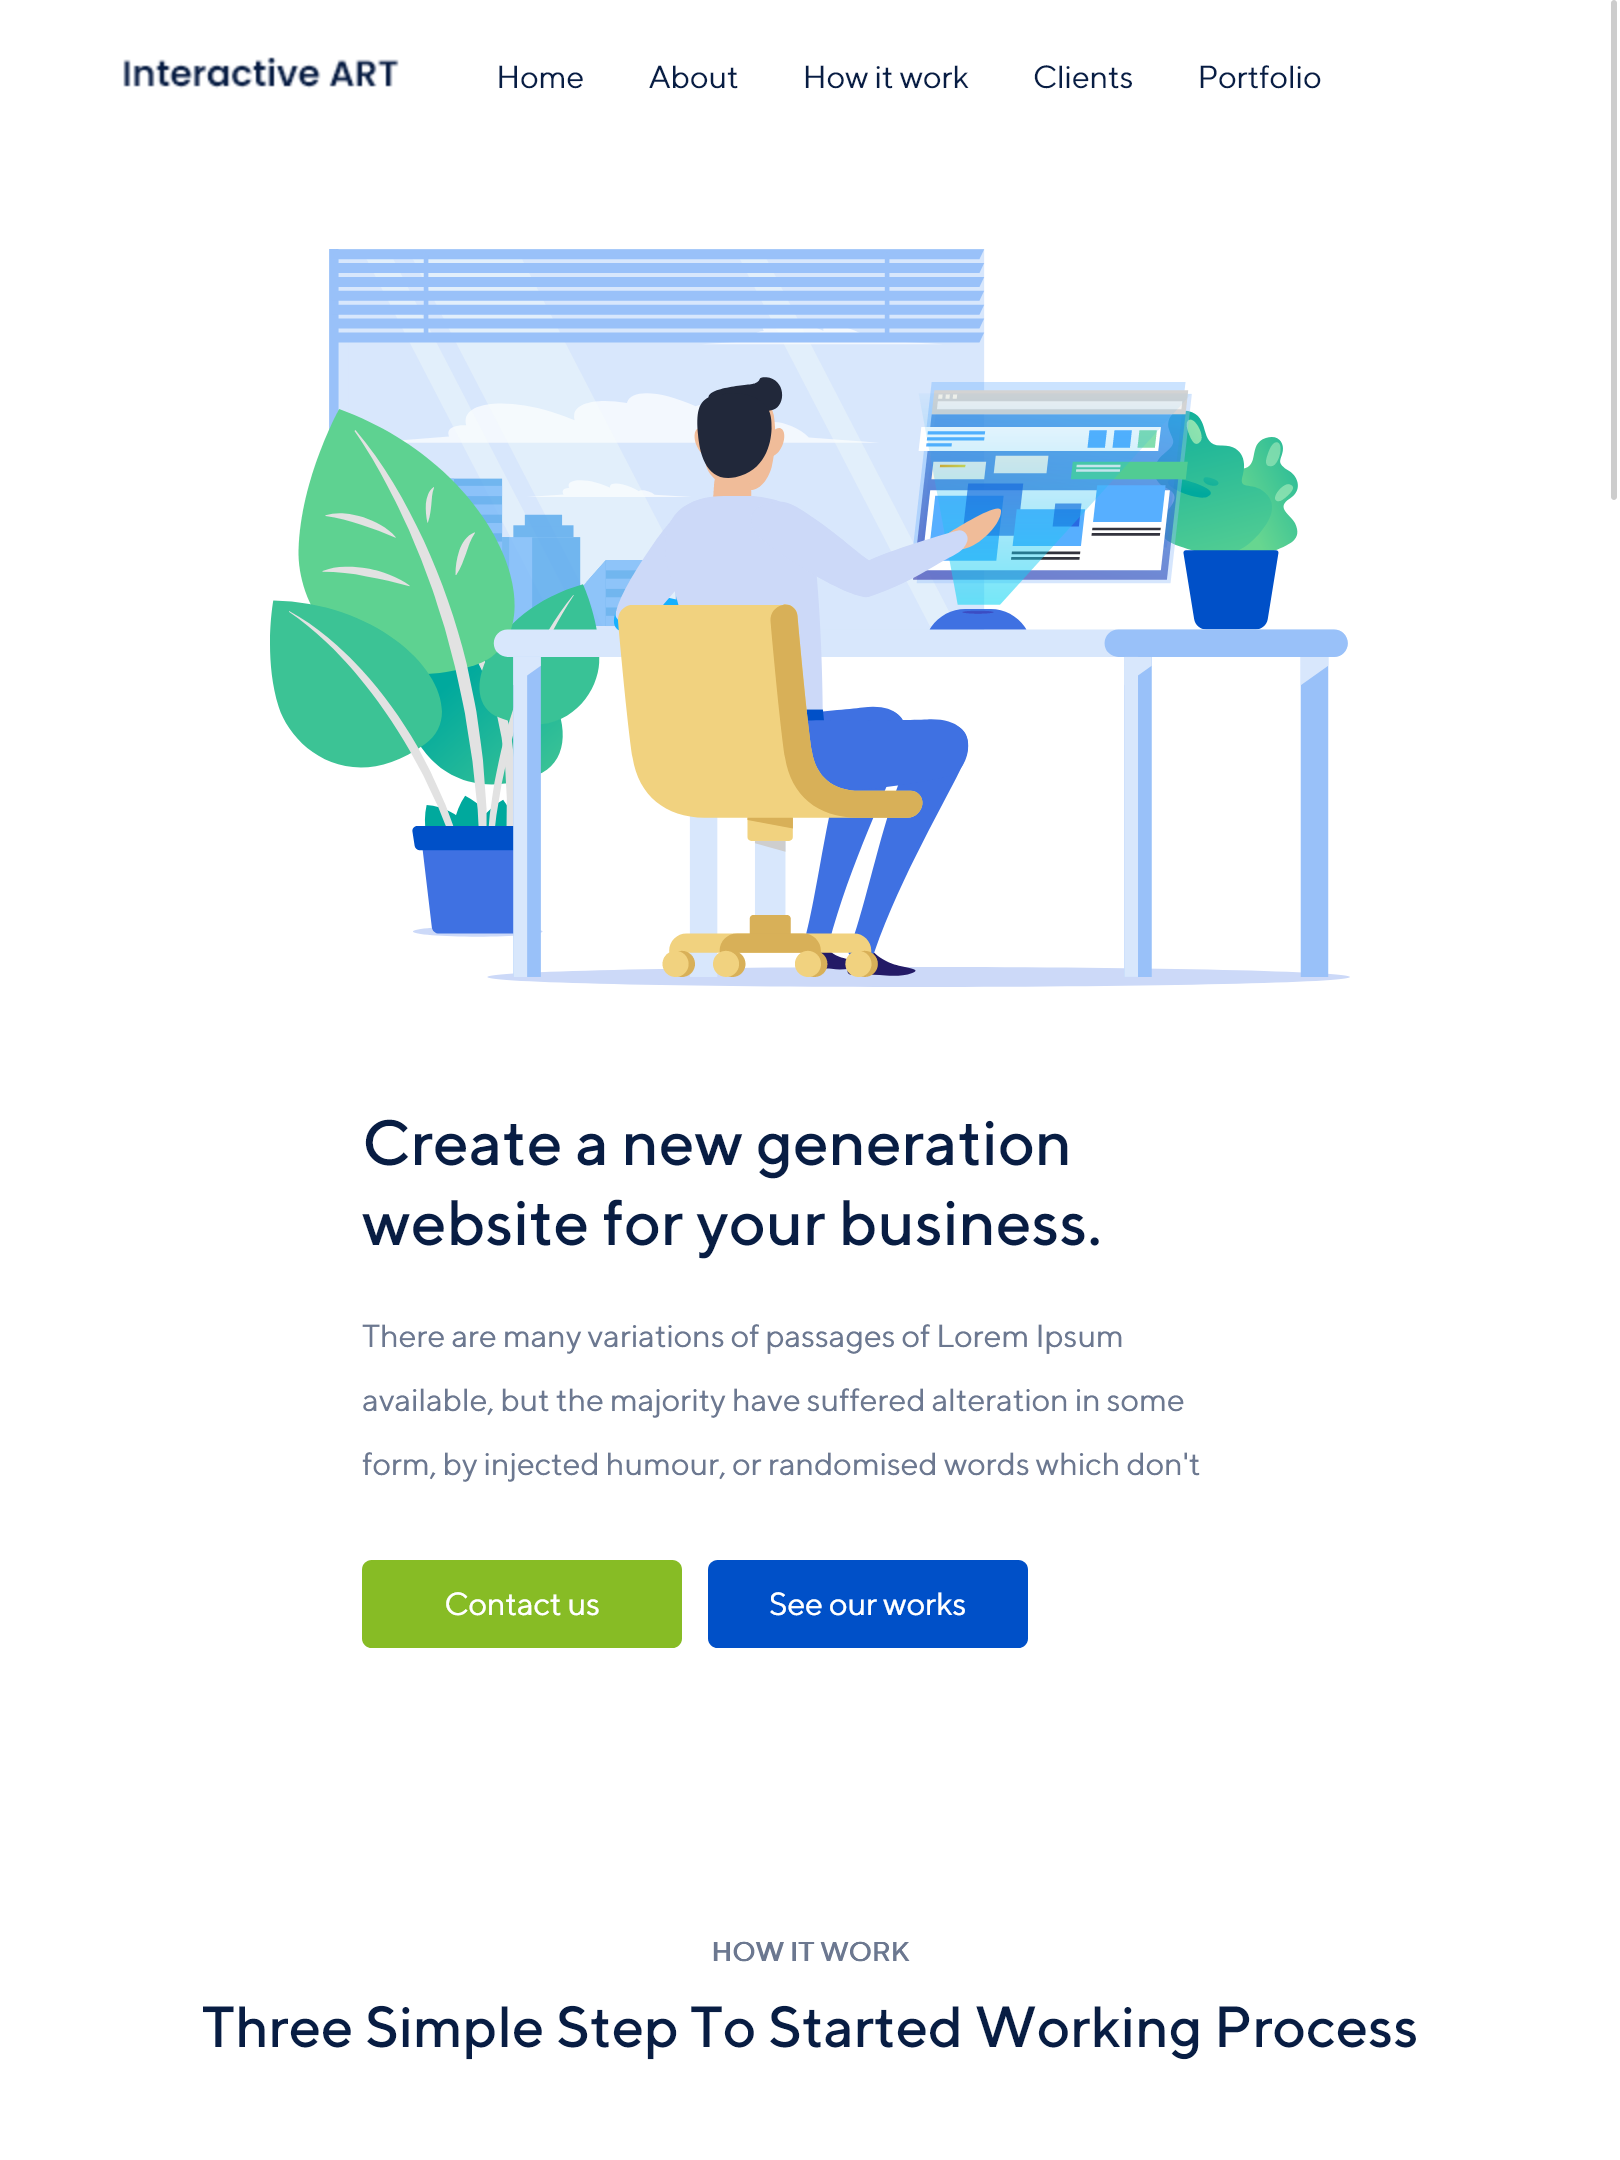 Interactive ART
Home
About
How it work
Clients
Portfolio
Create a new generation
website for your business.
There are many variations of passages of Lorem Ipsum
available, but the majority have suffered alteration in some
form, by injected humour, or randomised words which don't
Contact us
See our works
HOW IT WORK
Three Simple Step To Started Working Process